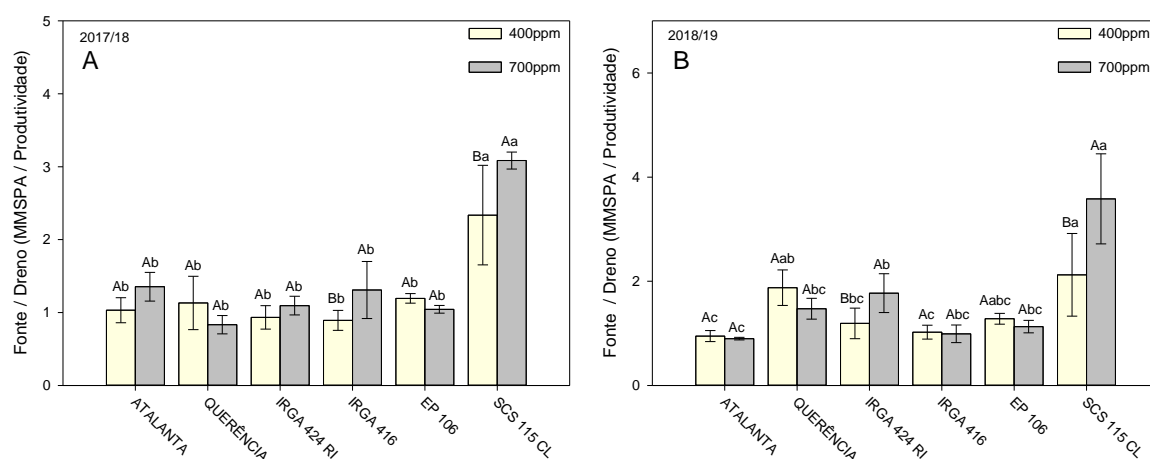 2017/18
A
400ppm
700ppm
Fonte / Dreno (MMSPA / Produtividade)
5
4
3
2
1
0
Ab
Ab
Ab
Ab
Ab
Ab
Bb
Ab
Ab
Ab
Ba
Aa
ATALANTA
QUERÊNCIA
IRGA 424 RI
IRGA 416
EP 106
SCS 115 CL
2018/19
B
400ppm
700ppm
Fonte / Dreno (MMSPA / Produtividade)
6
4
2
0
Ac
Ac
Aab
Abc
Bbc
Ab
Ac
Abc
Aabc
Abc
Ba
Aa
ATALANTA
QUERÊNCIA
IRGA 424 RI
IRGA 416
EP 106
SCS 115 CL